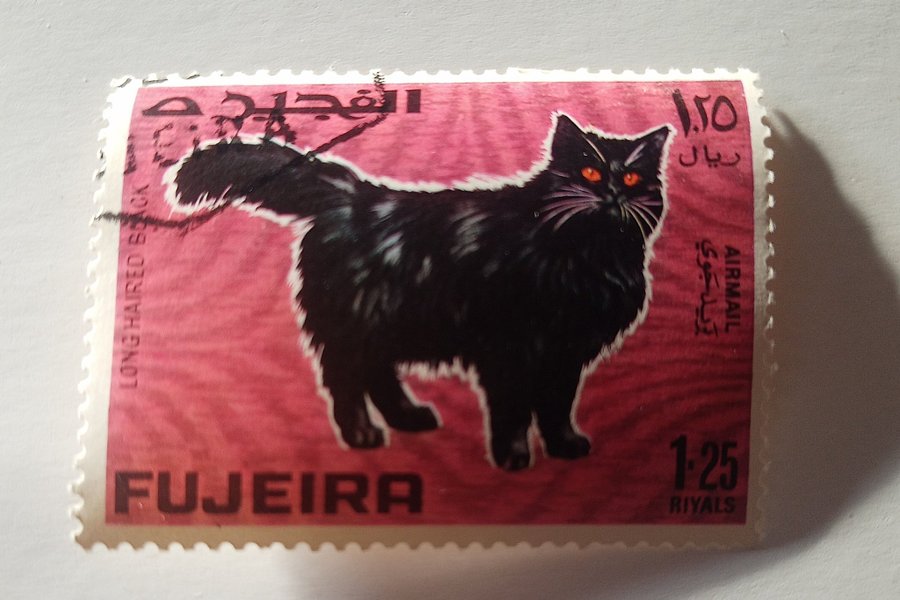 الفجيرة
١.٢٥
ريال
LONGHAIRED BLACK
AIRMAIL
بريد جوي
FUJEIRA
1·25
RIYALS